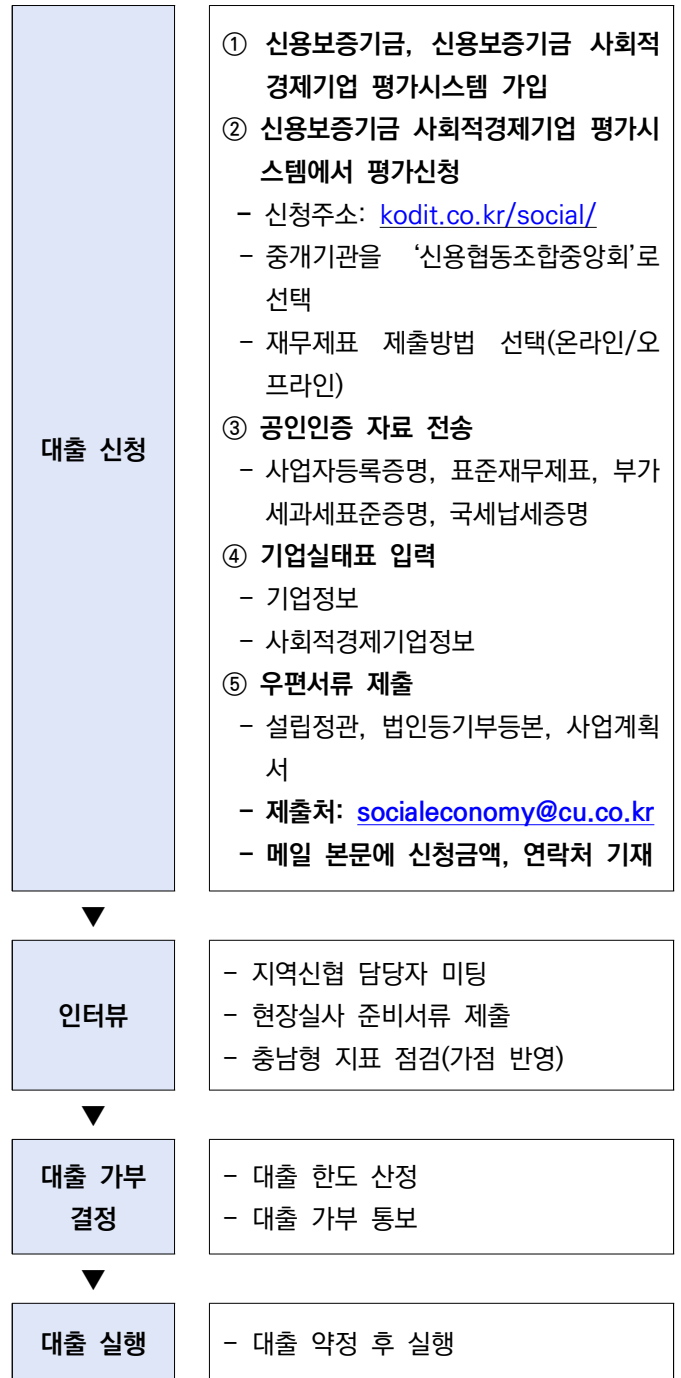 대출 신청
① 신용보증기금, 신용보증기금 사회적
경제기업 평가시스템 가입
② 신용보증기금 사회적경제기업 평가시
스템에서 평가신청
- 신청주소: kodit.co.kr/social/
- 중개기관을 ‘신용협동조합중앙회’로
선택
- 재무제표 제출방법 선택(온라인/오
프라인)
③ 공인인증 자료 전송
- 사업자등록증명, 표준재무제표, 부가
세과세표준증명, 국세납세증명
④ 기업실태표 입력
- 기업정보
- 사회적경제기업정보
⑤ 우편서류 제출
- 설립정관, 법인등기부등본, 사업계획
서
- 제출처: socialeconomy@cu.co.kr
- 메일 본문에 신청금액, 연락처 기재
▼
인터뷰
- 지역신협 담당자 미팅
- 현장실사 준비서류 제출
- 충남형 지표 점검(가점 반영)
▼
대출 가부
결정
- 대출 한도 산정
- 대출 가부 통보
▼
대출 실행
- 대출 약정 후 실행